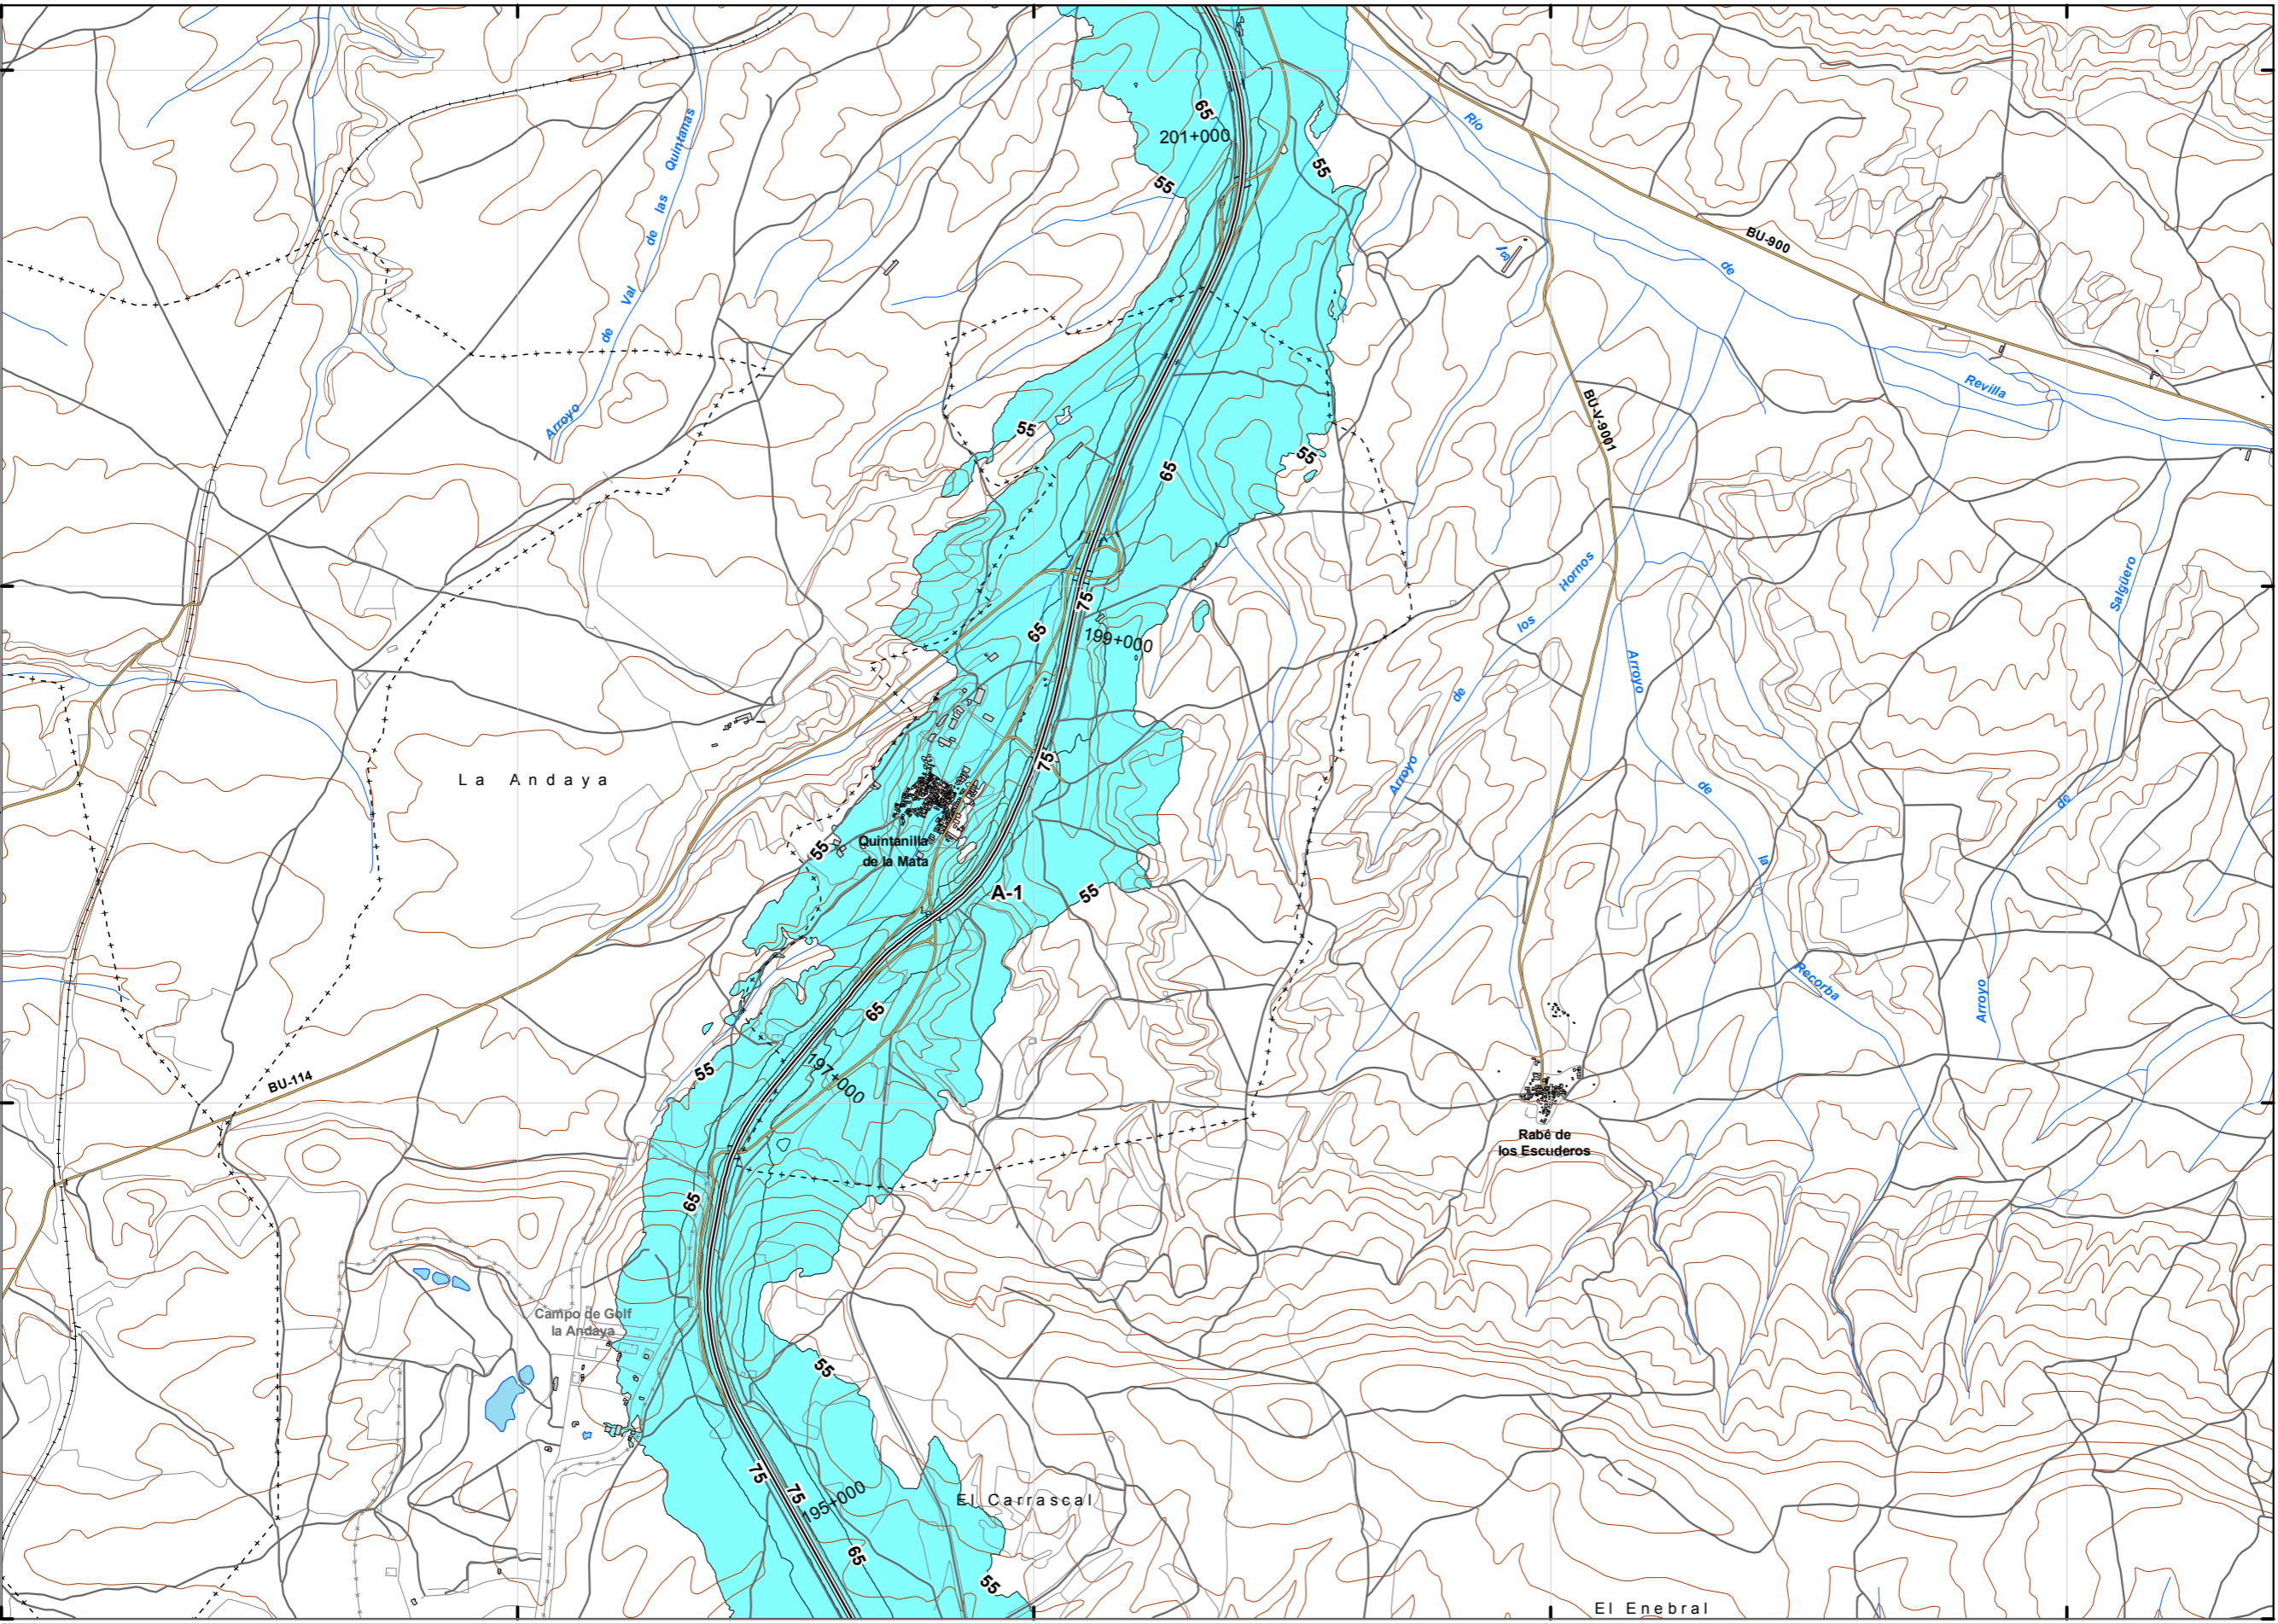 65
201+000
55
55
Río
de
BU-900
Revilla
Arroyo de Val de las Quintanas
55
65
55
BU-V-9001
75
65
199+000
75
Arroyo de los Hornos
Arroyo de la Recorba
Arroyo de Salgüero
La Andaya
Quintanilla
de la Mata
55
A-1
55
65
197+000
55
BU-114
65
Rabé de
los Escuderos
Campo de Golf
la Andaya
55
75
75
195+000
65
El Carrascal
55
El Enebral